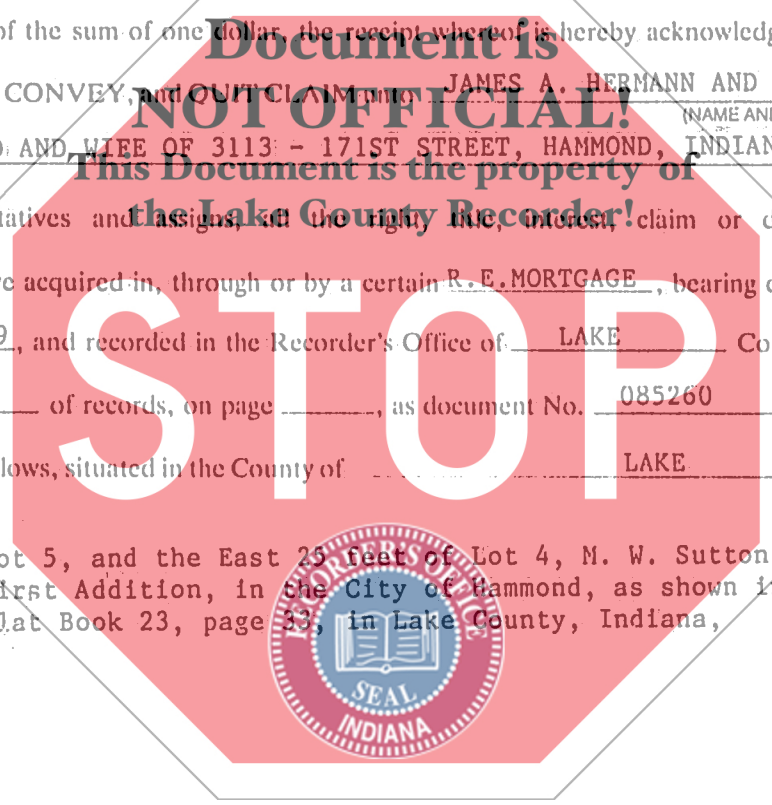 of the sum of one dollar, the receipt whereof is hereby acknowledg
Document is
CONVEY, and QUIT CLAIM unto JAMES A. HERMANN AND
NOT OFFICIAL!
(NAME AND
AND WIFE OF 3113 - 171ST STREET, HAMMOND, INDIAN
This Document is the property of
tatives and assigns, all the right, title, interest, claim or
the Lake County Recorder!
acquired in, through or by a certain R.E.MORTGAGE, bearing
9, and recorded in the Recorder's Office of LAKE Co
of records, on page ______, as document No. 085260
lows, situated in the County of LAKE
STOP
ot 5, and the East 25 feet of Lot 4, M. W. Sutton
irst Addition, in the City of Hammond, as shown i
lat Book 23, page 33, in Lake County, Indiana,
RECORDER'S OFFICE
SEAL
INDIANA